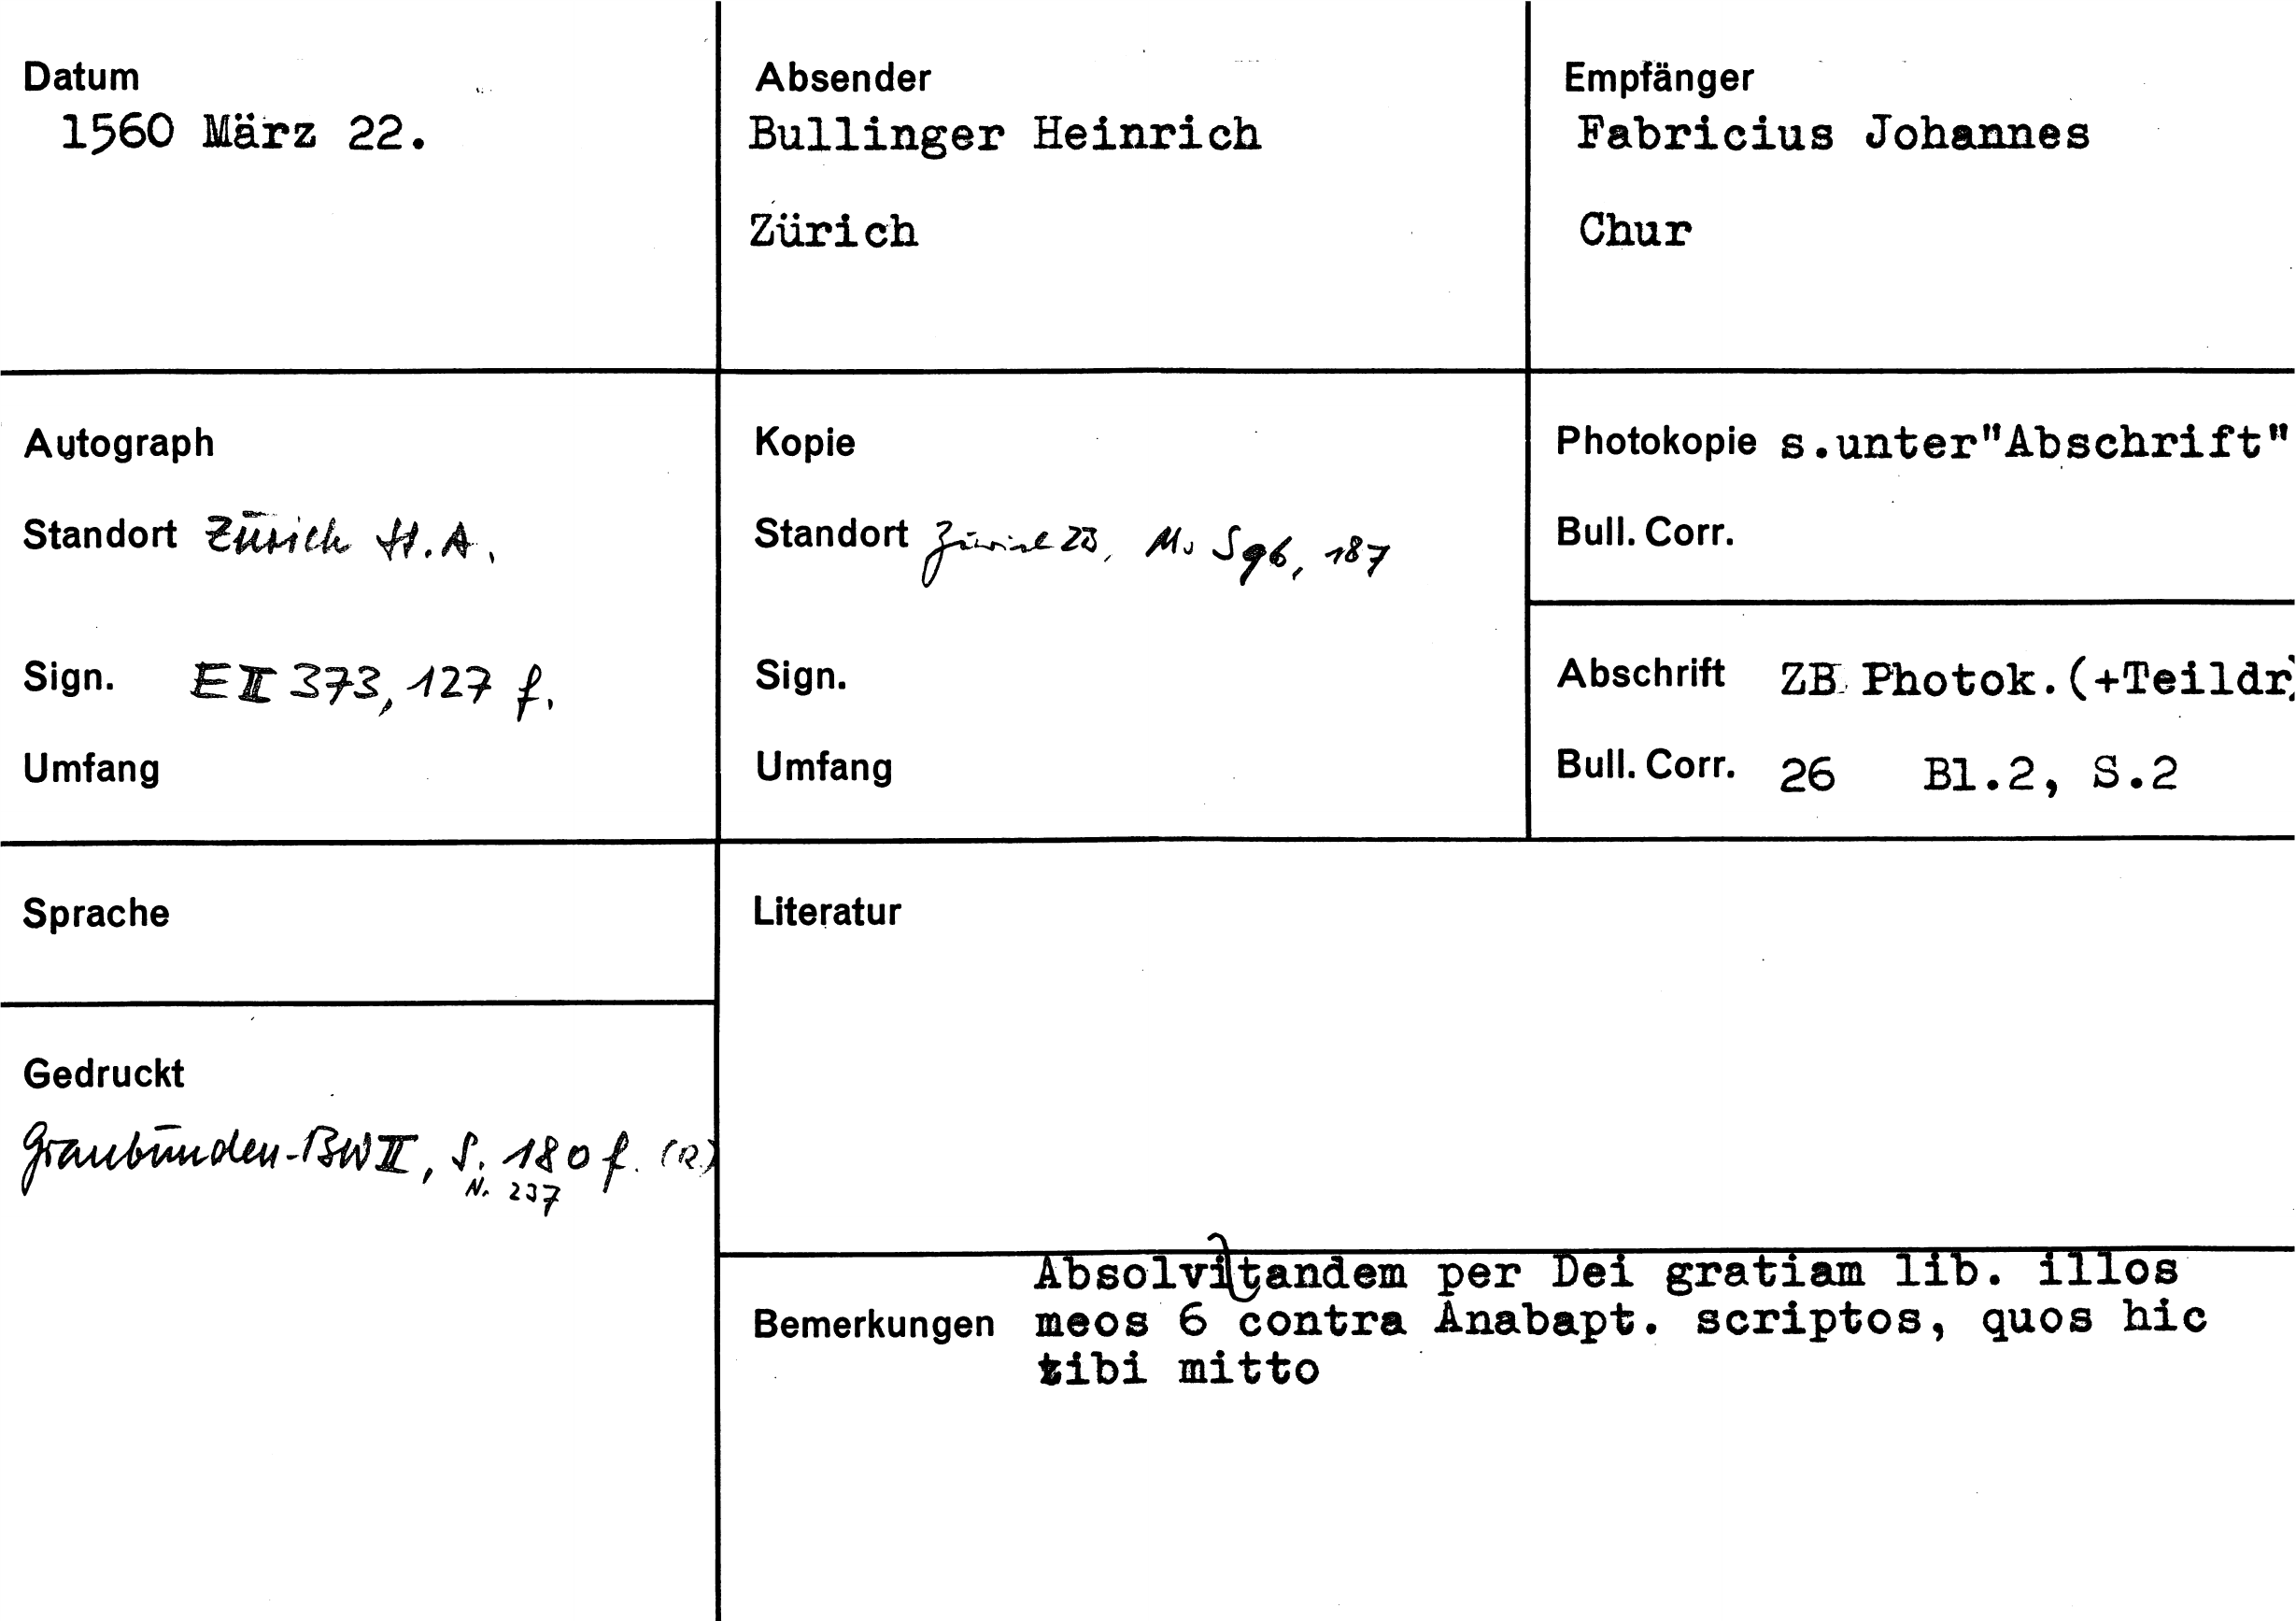 Datum
1560 März 22.
Absender
Bullinger Heinrich
Zürich
Empfänger
Fabricius Johannes
Chur
Autograph
Standort Zürich St.A.
Sign. E II 373, 127 f.
Umfang
Kopie
Standort Zürich ZB, Ms S 96, 187
Sign.
Umfang
Photokopie s.unter"Abschrift"
Bull. Corr.
Abschrift ZB Photok.(+Teildr)
Bull. Corr. 26 Bl.2, S.2
Sprache
Literatur
Gedruckt
Graubünden-BW II, S. 180 f. (R.)
Nr. 237
Absolvi tandem per Dei gratiam lib. illos
Bemerkungen meos 6 contra Anabapt. scriptos, quos hic
tibi mitto